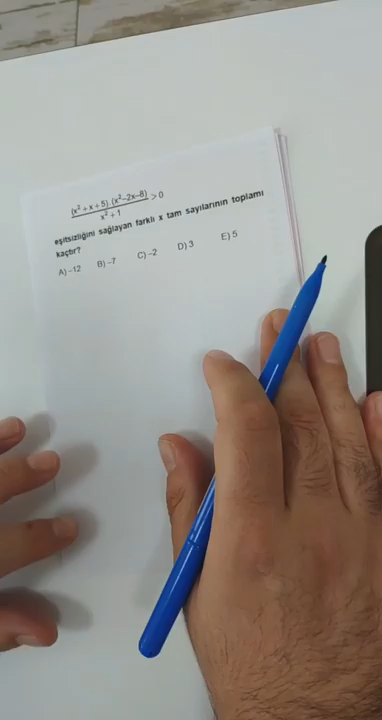 (x² + x + 5).(x² – 2x – 8)
――― > 0
x² + 1
eşitsizliğini sağlayan farklı x tam sayılarının toplamı
kaçtır?
A) –12 B) –7 C) –2 D) 3 E) 5